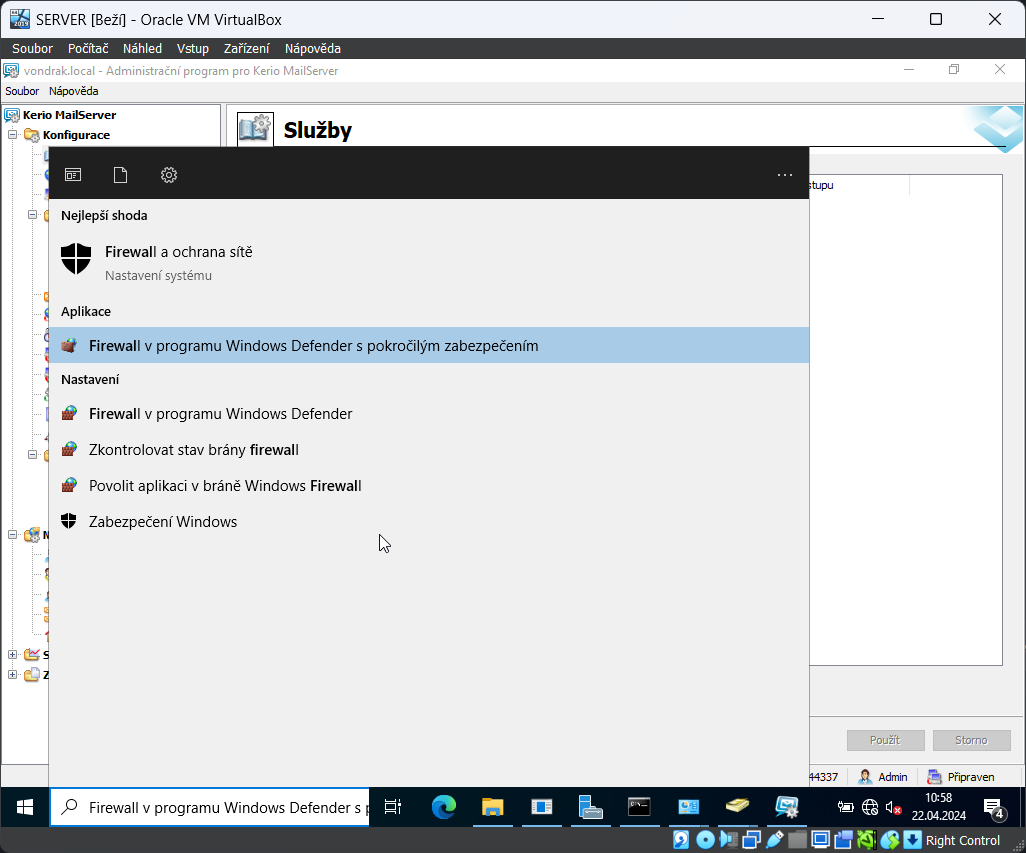 SERVER [Beží] - Oracle VM VirtualBox
Soubor Počítač Náhled Vstup Zařízení Nápověda
vondrak.local - Administrační program pro Kerio MailServer
Soubor Nápověda
Kerio MailServer
Konfigurace
Služby
stupu
Nejlepší shoda
Firewall a ochrana sítě
Nastavení systému
Aplikace
Firewall v programu Windows Defender s pokročilým zabezpečením
Nastavení
Firewall v programu Windows Defender
Zkontrolovat stav brány firewall
Povolit aplikaci v bráně Windows Firewall
Zabezpečení Windows
N
S
Z
Použít Storno
44337 Admin Připraven
Firewall v programu Windows Defender s p
10:58
22.04.2024
4
Right Control